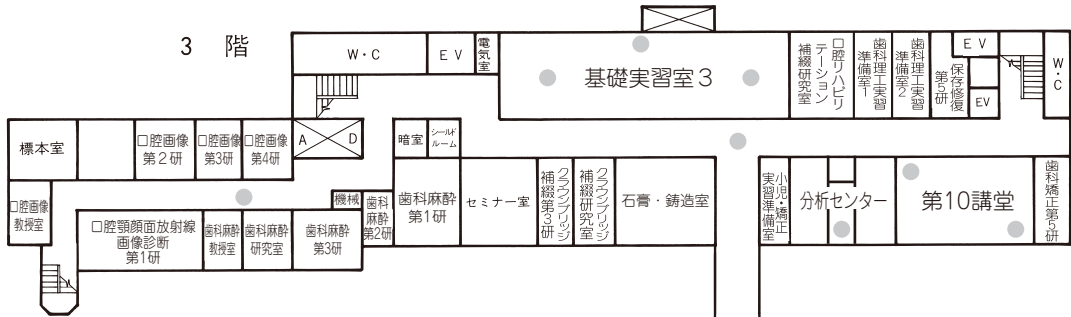 3 階
W・C
E V
電気室
基礎実習室3
口腔リハビリ
テーション
補綴研究室
歯科理工実習
準備室1
歯科理工実習
準備室2
保存修復
第5研
E V
EV
W・C
標本室
口腔画像
第2研
口腔画像
第3研
口腔画像
第4研
A D
暗室
シールド
ルーム
口腔画像
教授室
口腔顎顔面放射線
画像診断
第1研
歯科麻酔
教授室
歯科麻酔
研究室
歯科麻酔
第3研
機械
歯科
麻酔
第2研
歯科麻酔
第1研
セミナー室
クラウンブリッジ
補綴第3研
クラウンブリッジ
補綴研究室
石膏・鋳造室
小児・矯正
実習準備室
分析センター
第10講堂
歯科矯正第5研